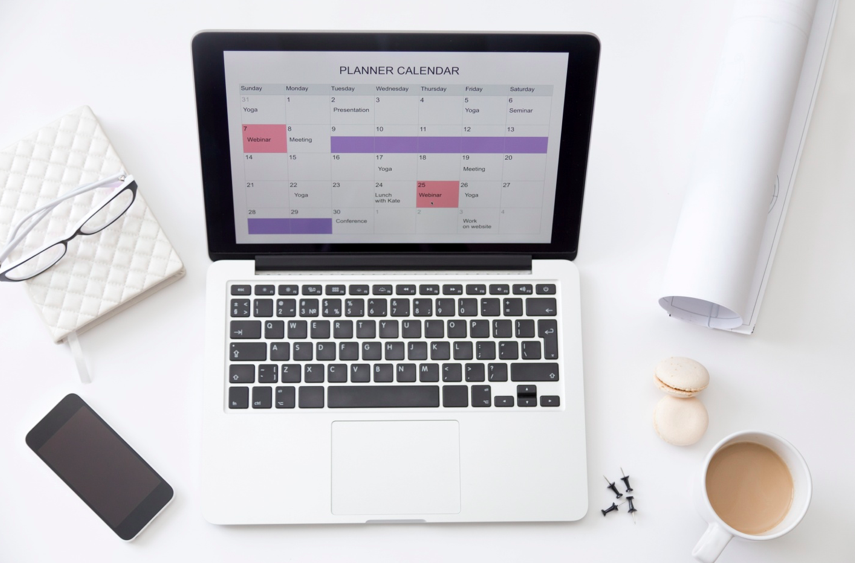 PLANNER CALENDAR
Sunday Monday Tuesday Wednesday Thursday Friday Saturday
31 1 2 3 4 5 6
Yoga Presentation Yoga Seminar
7 8 9 10 11 12 13
Webinar Meeting
14 15 16 17 18 19 20
Yoga Meeting
21 22 23 24 25 26 27
Yoga Lunch Webinar Yoga
with Kate
28 29 30 1 2 3 4
Conference Work
on website
Q W E R T Y U I O P
A S D F G H J K L
Z X C V B N M